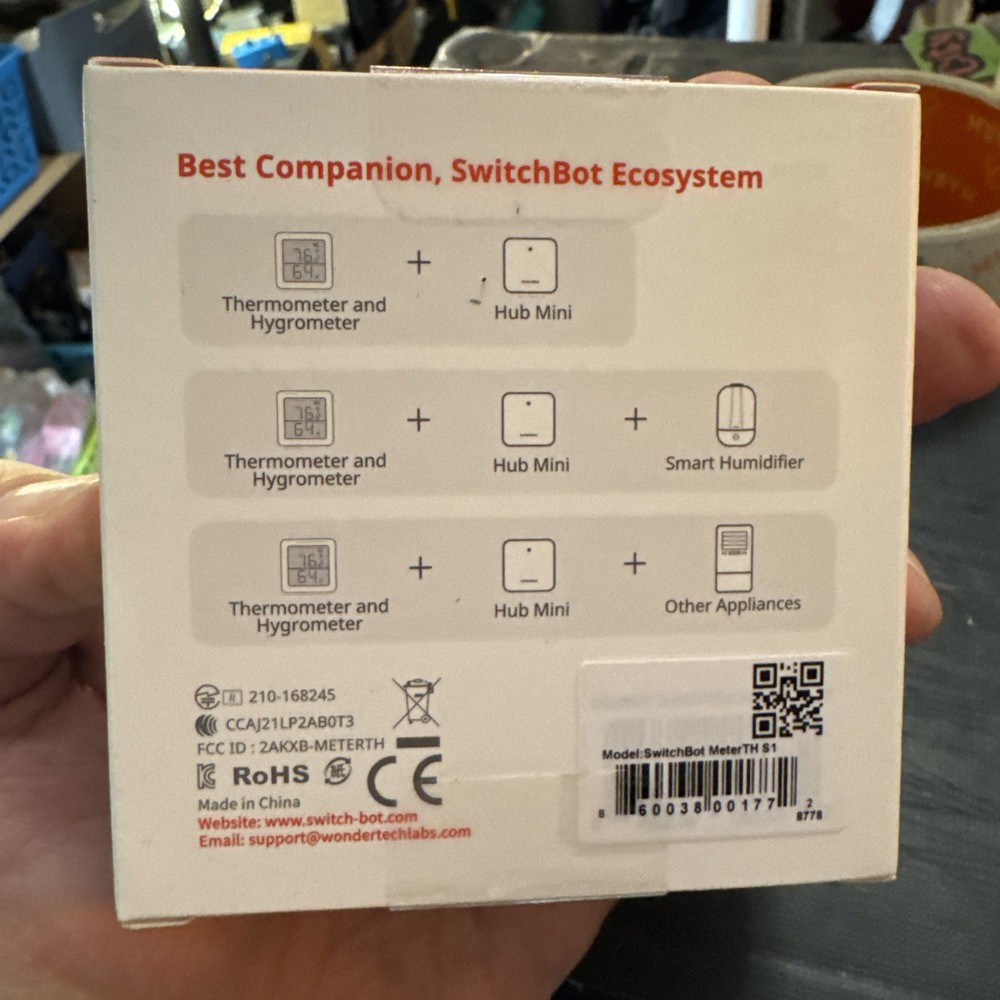 Best Companion, SwitchBot Ecosystem
76
64
+
Thermometer and
Hygrometer
Hub Mini
76
64
+
+
Thermometer and
Hygrometer
Hub Mini
Smart Humidifier
76
64
+
+
Thermometer and
Hygrometer
Hub Mini
Other Appliances
R 210-168245
CCAJ21LP2AB0T3
FCC ID : 2AKXB-METERTH
RoHS CE
Made in China
Website: www.switch-bot.com
Email: support@wondertechlabs.com
Model:SwitchBot MeterTH S1
8 60038 00177 2
8778